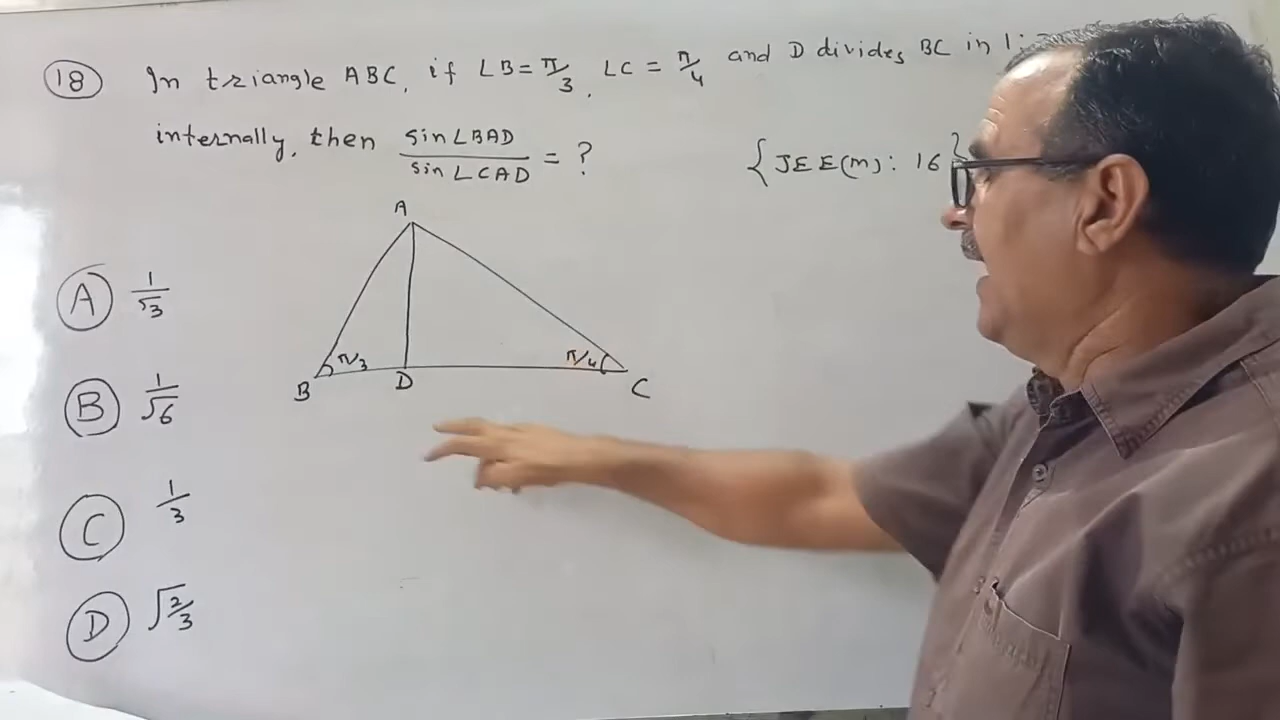 18 In triangle ABC, if ∠B = π/3, ∠C = π/4 and D divides BC in 1:
internally, then sin∠BAD / sin∠CAD = ?
{JEE(M): 16}
A
A 1/√3
π/3
π/4
B
D
C
B 1/√6
C 1/3
D √2/3